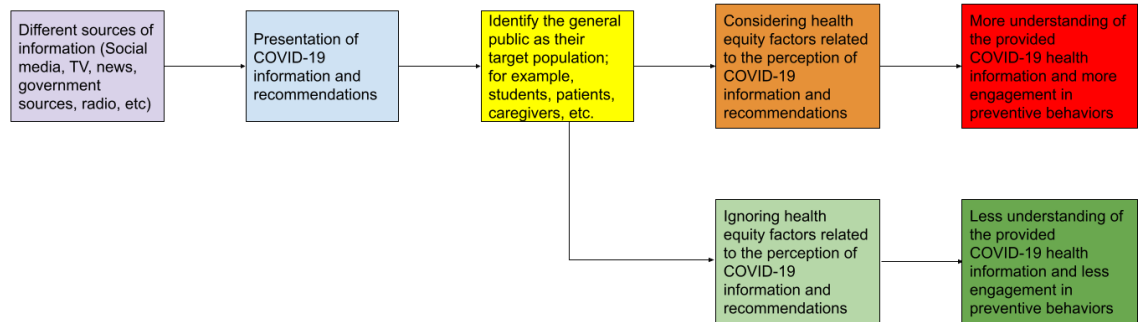 Different sources of
information (Social
media, TV, news,
government
sources, radio, etc)
Presentation of
COVID-19
information and
recommendations
Identify the general
public as their
target population;
for example,
students, patients,
caregivers, etc.
Considering health
equity factors related
to the perception of
COVID-19
information and
recommendations
More understanding of
the provided
COVID-19 health
information and more
engagement in
preventive behaviors
Ignoring health
equity factors related
to the perception of
COVID-19
information and
recommendations
Less understanding of
the provided
COVID-19 health
information and less
engagement in
preventive behaviors